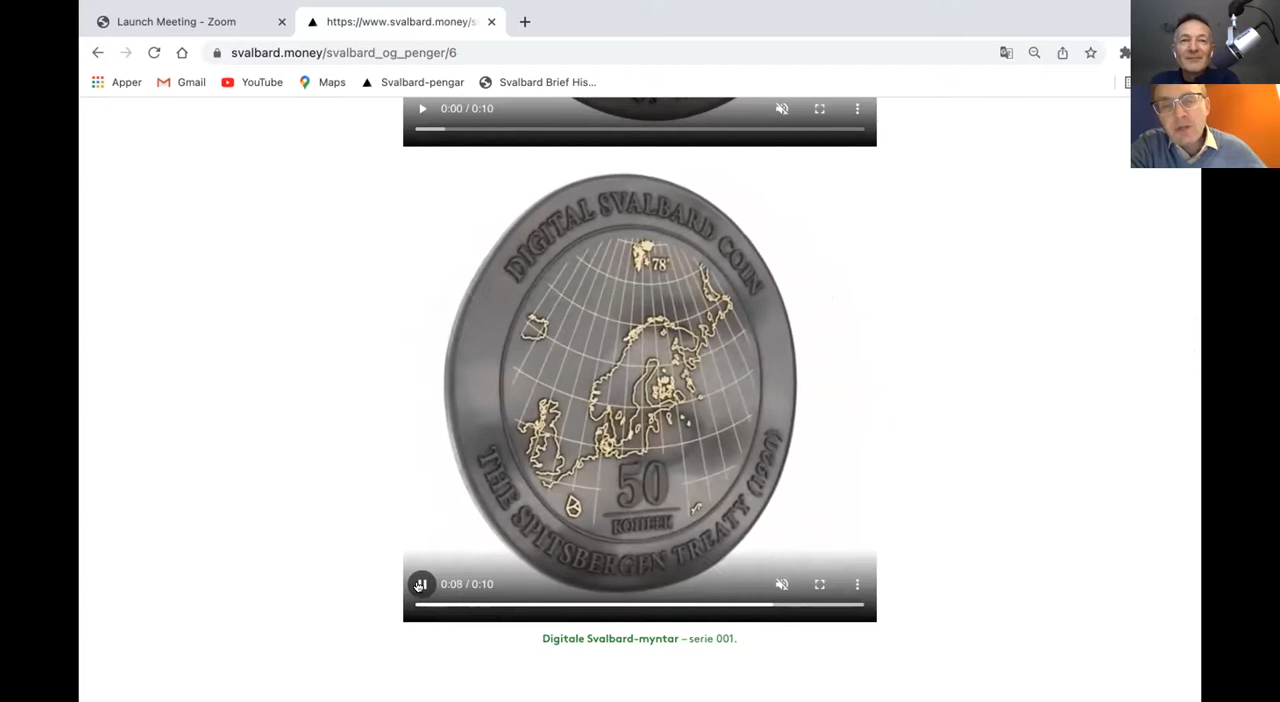 Launch Meeting - Zoom
https://www.svalbard.money/s
svalbard.money/svalbard_og_penger/6
Apper
Gmail
YouTube
Maps
Svalbard-pengar
Svalbard Brief His...
0:00 / 0:10
DIGITAL SVALBARD COIN
78°
50
КОПЕЕК
THE SPITSBERGEN TREATY (1920)
0:08 / 0:10
Digitale Svalbard-myntar – serie 001.